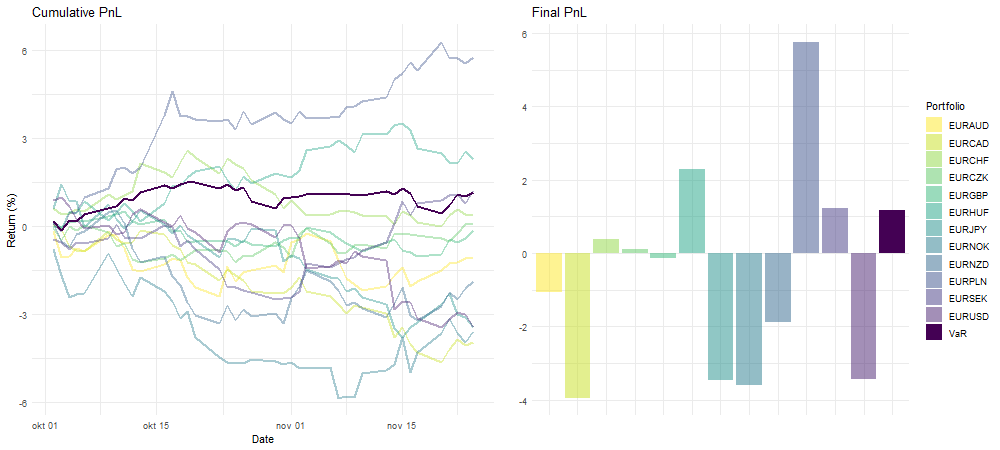 Cumulative PnL
Final PnL
Return (%)
6
3
0
-3
-6
okt 01
okt 15
nov 01
nov 15
Date
6
4
2
0
-2
-4
Portfolio
EURAUD
EURCAD
EURCHF
EURCZK
EURGBP
EURHUF
EURJPY
EURNOK
EURNZD
EURPLN
EURSEK
EURUSD
VaR